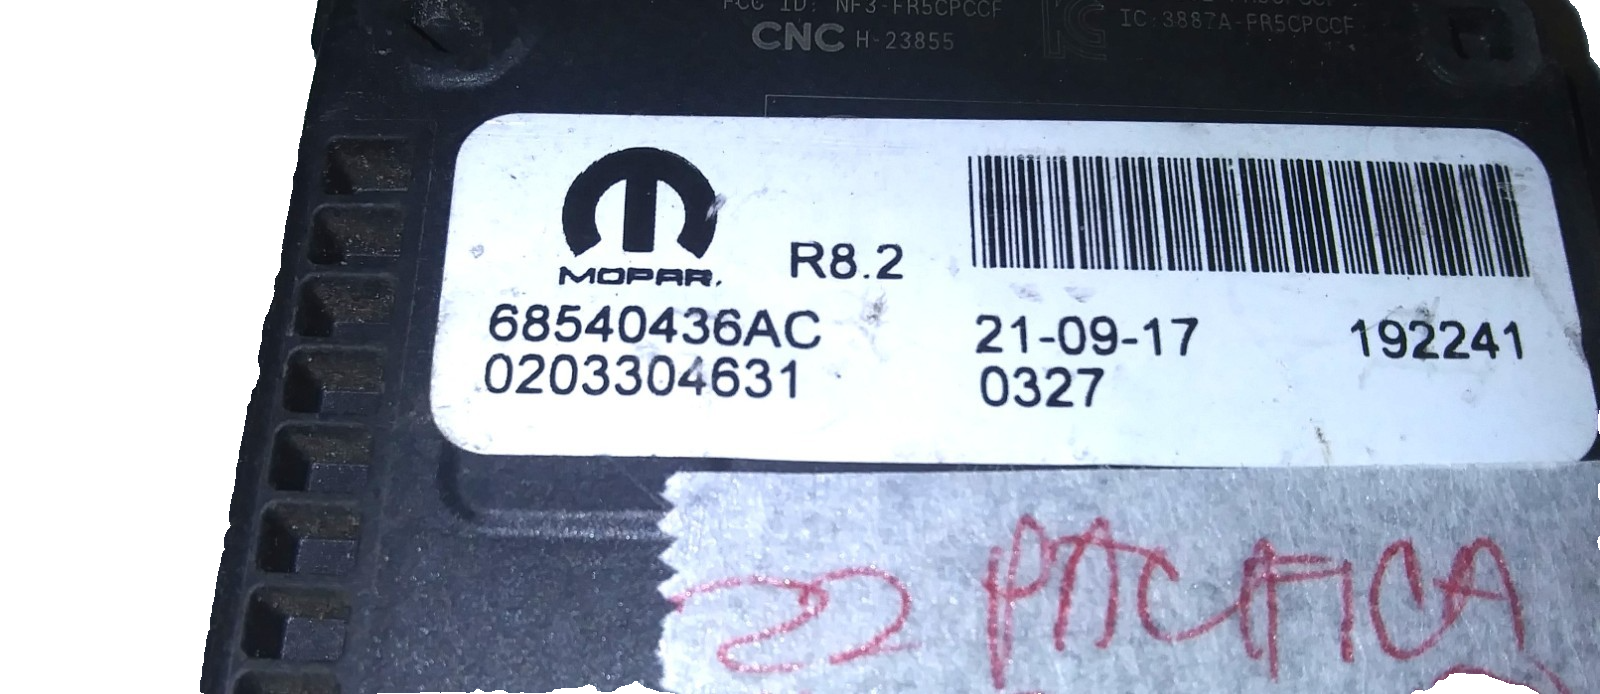 FCC ID: NF3-FR5CPCCF
IC:3887A-FR5CPCCF
CNC H-23855
MOPAR.
R8.2
68540436AC 21-09-17 192241
0203304631 0327
22 PACIFICA